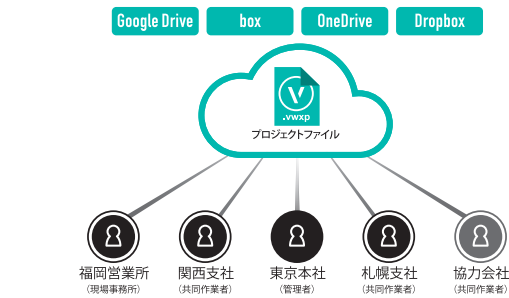 Google Drive
box
OneDrive
Dropbox
V
.vwxp
プロジェクトファイル
福岡営業所
（現場事務所）
関西支社
（共同作業者）
東京本社
（管理者）
札幌支社
（共同作業者）
協力会社
（共同作業者）